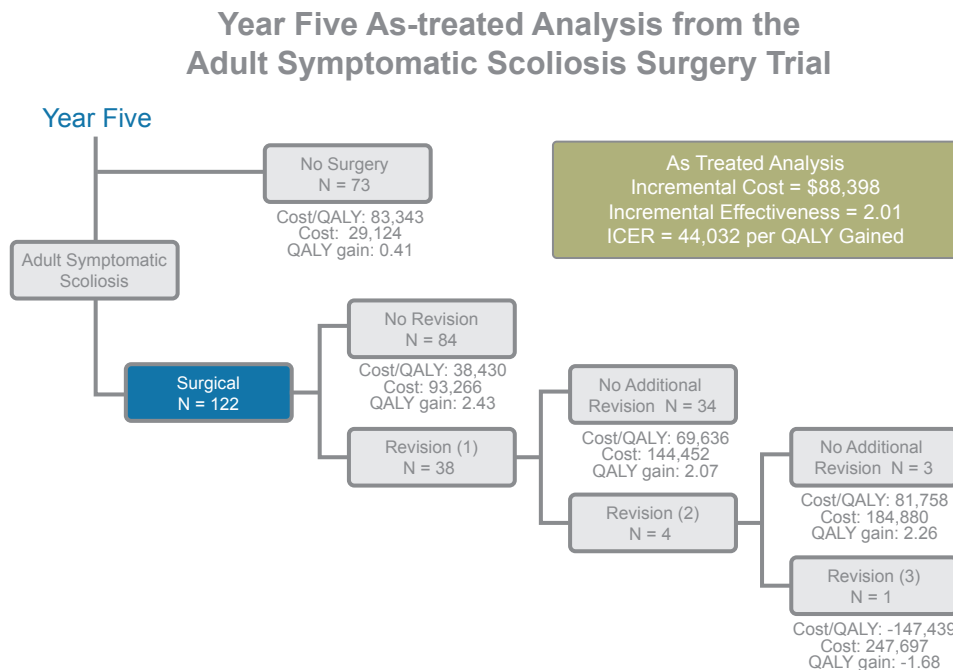 Year Five As-treated Analysis from the
Adult Symptomatic Scoliosis Surgery Trial
Year Five
No Surgery
N = 73
Cost/QALY: 83,343
Cost: 29,124
QALY gain: 0.41
As Treated Analysis
Incremental Cost = $88,398
Incremental Effectiveness = 2.01
ICER = 44,032 per QALY Gained
Adult Symptomatic
Scoliosis
No Revision
N = 84
Cost/QALY: 38,430
Cost: 93,266
QALY gain: 2.43
Surgical
N = 122
Revision (1)
N = 38
No Additional
Revision N = 34
Cost/QALY: 69,636
Cost: 144,452
QALY gain: 2.07
Revision (2)
N = 4
No Additional
Revision N = 3
Cost/QALY: 81,758
Cost: 184,880
QALY gain: 2.26
Revision (3)
N = 1
Cost/QALY: -147,439
Cost: 247,697
QALY gain: -1.68